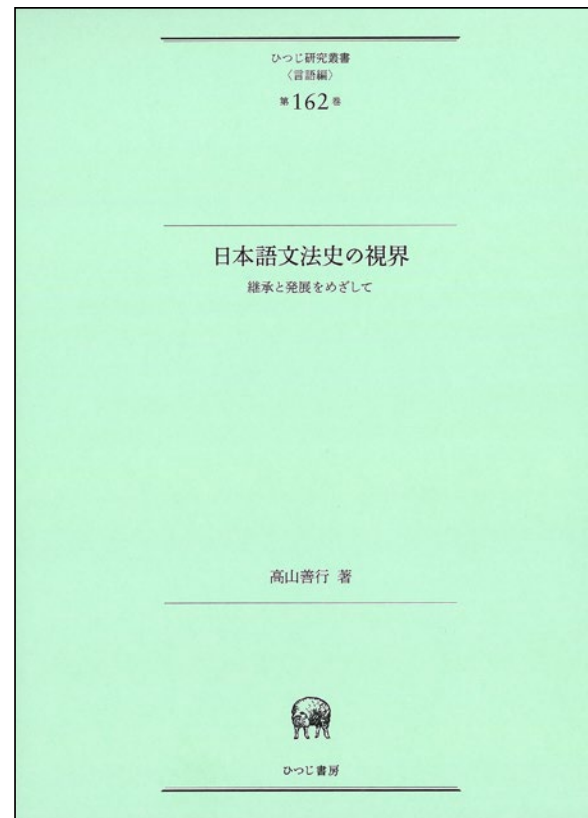 ひつじ研究叢書
〈言語編〉
第162巻
日本語文法史の視界
継承と発展をめざして
高山善行 著
ひつじ書房